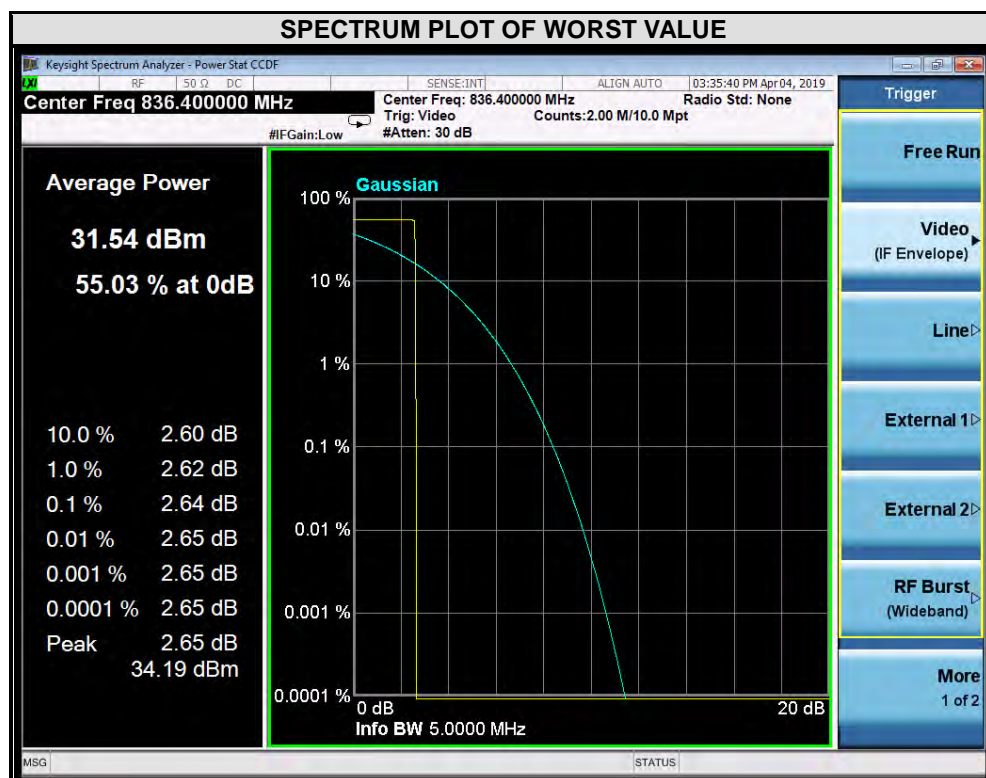 SPECTRUM PLOT OF WORST VALUE
Keysight Spectrum Analyzer - Power Stat CCDF
LXI RF 50 Ω DC SENSE:INT ALIGN AUTO 03:35:40 PM Apr 04, 2019
Center Freq 836.400000 MHz
Center Freq: 836.400000 MHz Radio Std: None
Trig: Video Counts:2.00 M/10.0 Mpt
#IFGain:Low #Atten: 30 dB
Average Power
31.54 dBm
55.03 % at 0dB
10.0 % 2.60 dB
1.0 % 2.62 dB
0.1 % 2.64 dB
0.01 % 2.65 dB
0.001 % 2.65 dB
0.0001 % 2.65 dB
Peak 2.65 dB
34.19 dBm
Gaussian
100 %
10 %
1 %
0.1 %
0.01 %
0.001 %
0.0001 %
0 dB 20 dB
Info BW 5.0000 MHz
Trigger
Free Run
Video
(IF Envelope)
Line
External 1
External 2
RF Burst
(Wideband)
More
1 of 2
MSG STATUS